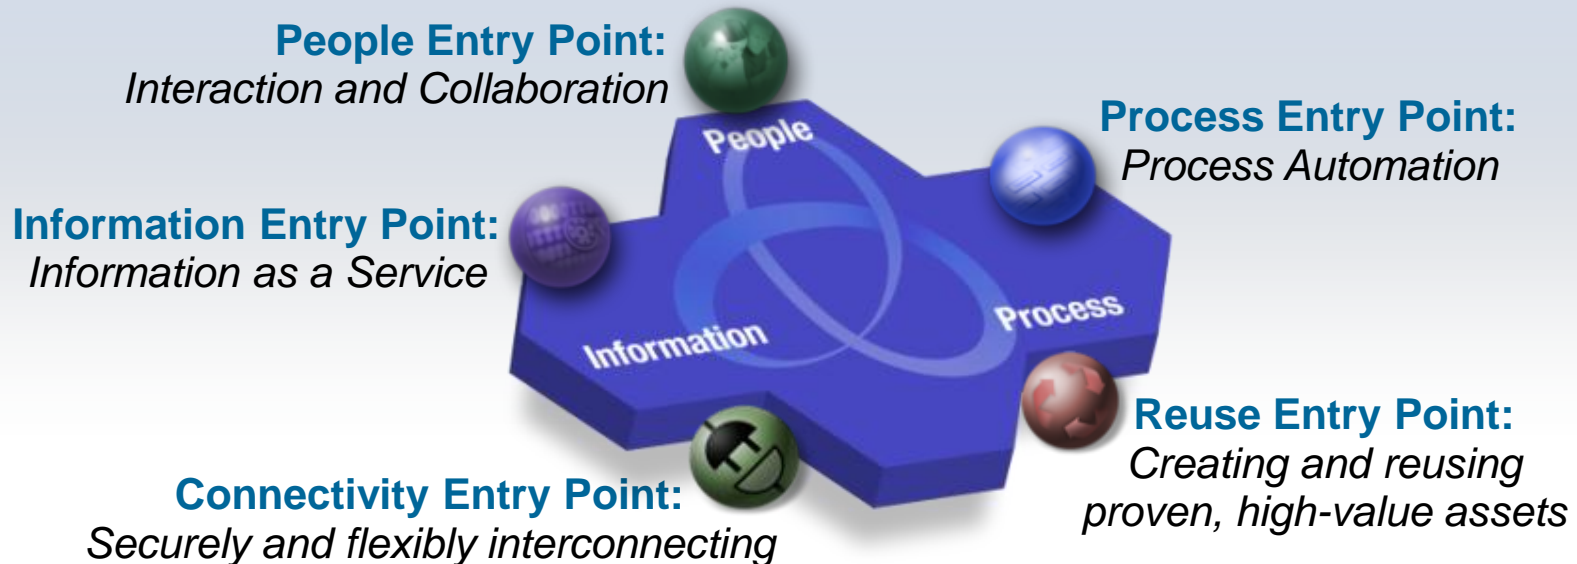 People Entry Point:
Interaction and Collaboration
Process Entry Point:
Process Automation
People
Information Entry Point:
Information as a Service
Process
Information
Reuse Entry Point:
Creating and reusing
proven, high-value assets
Connectivity Entry Point:
Securely and flexibly interconnecting